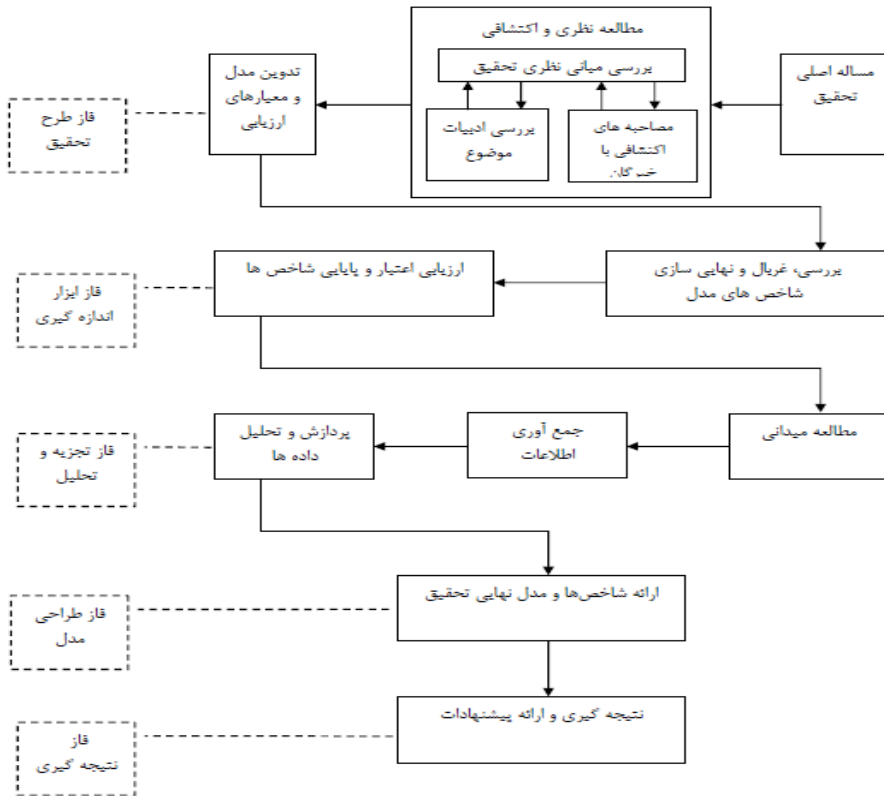 مطالعه نظری و اکتشافی
مساله اصلی
تحقیق
بررسی مبانی نظری تحقیق
مصاحبه های
اکتشافی با
خبرگان
بررسی ادبیات
موضوع
تدوین مدل
و معیارهای
ارزیابی
فاز طرح
تحقیق
بررسی، غربال و نهایی سازی
شاخص های مدل
ارزیابی اعتبار و پایایی شاخص ها
فاز ابزار
اندازه گیری
مطالعه میدانی
جمع آوری
اطلاعات
پردازش و تحلیل
داده ها
فاز تجزیه و
تحلیل
ارائه شاخص‌ها و مدل نهایی تحقیق
فاز طراحی
مدل
نتیجه گیری و ارائه پیشنهادات
فاز
نتیجه گیری